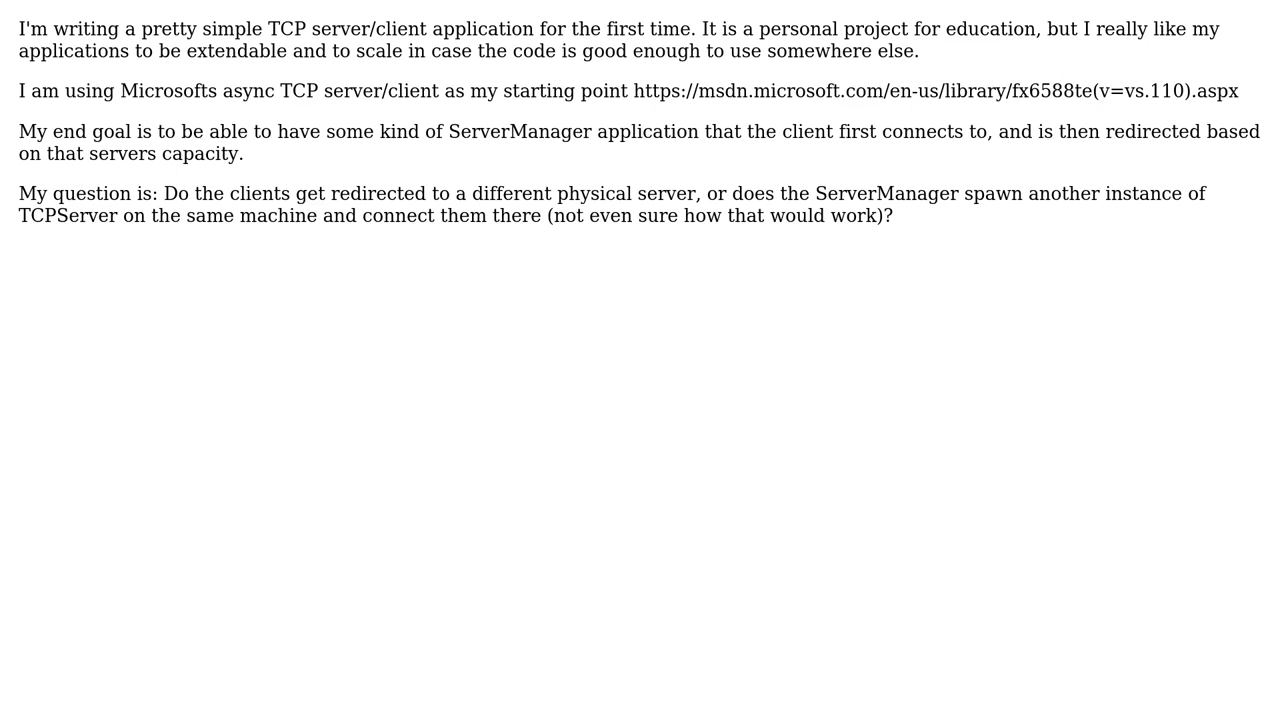 I'm writing a pretty simple TCP server/client application for the first time. It is a personal project for education, but I really like my
applications to be extendable and to scale in case the code is good enough to use somewhere else.
I am using Microsofts async TCP server/client as my starting point https://msdn.microsoft.com/en-us/library/fx6588te(v=vs.110).aspx
My end goal is to be able to have some kind of ServerManager application that the client first connects to, and is then redirected based
on that servers capacity.
My question is: Do the clients get redirected to a different physical server, or does the ServerManager spawn another instance of
TCPServer on the same machine and connect them there (not even sure how that would work)?